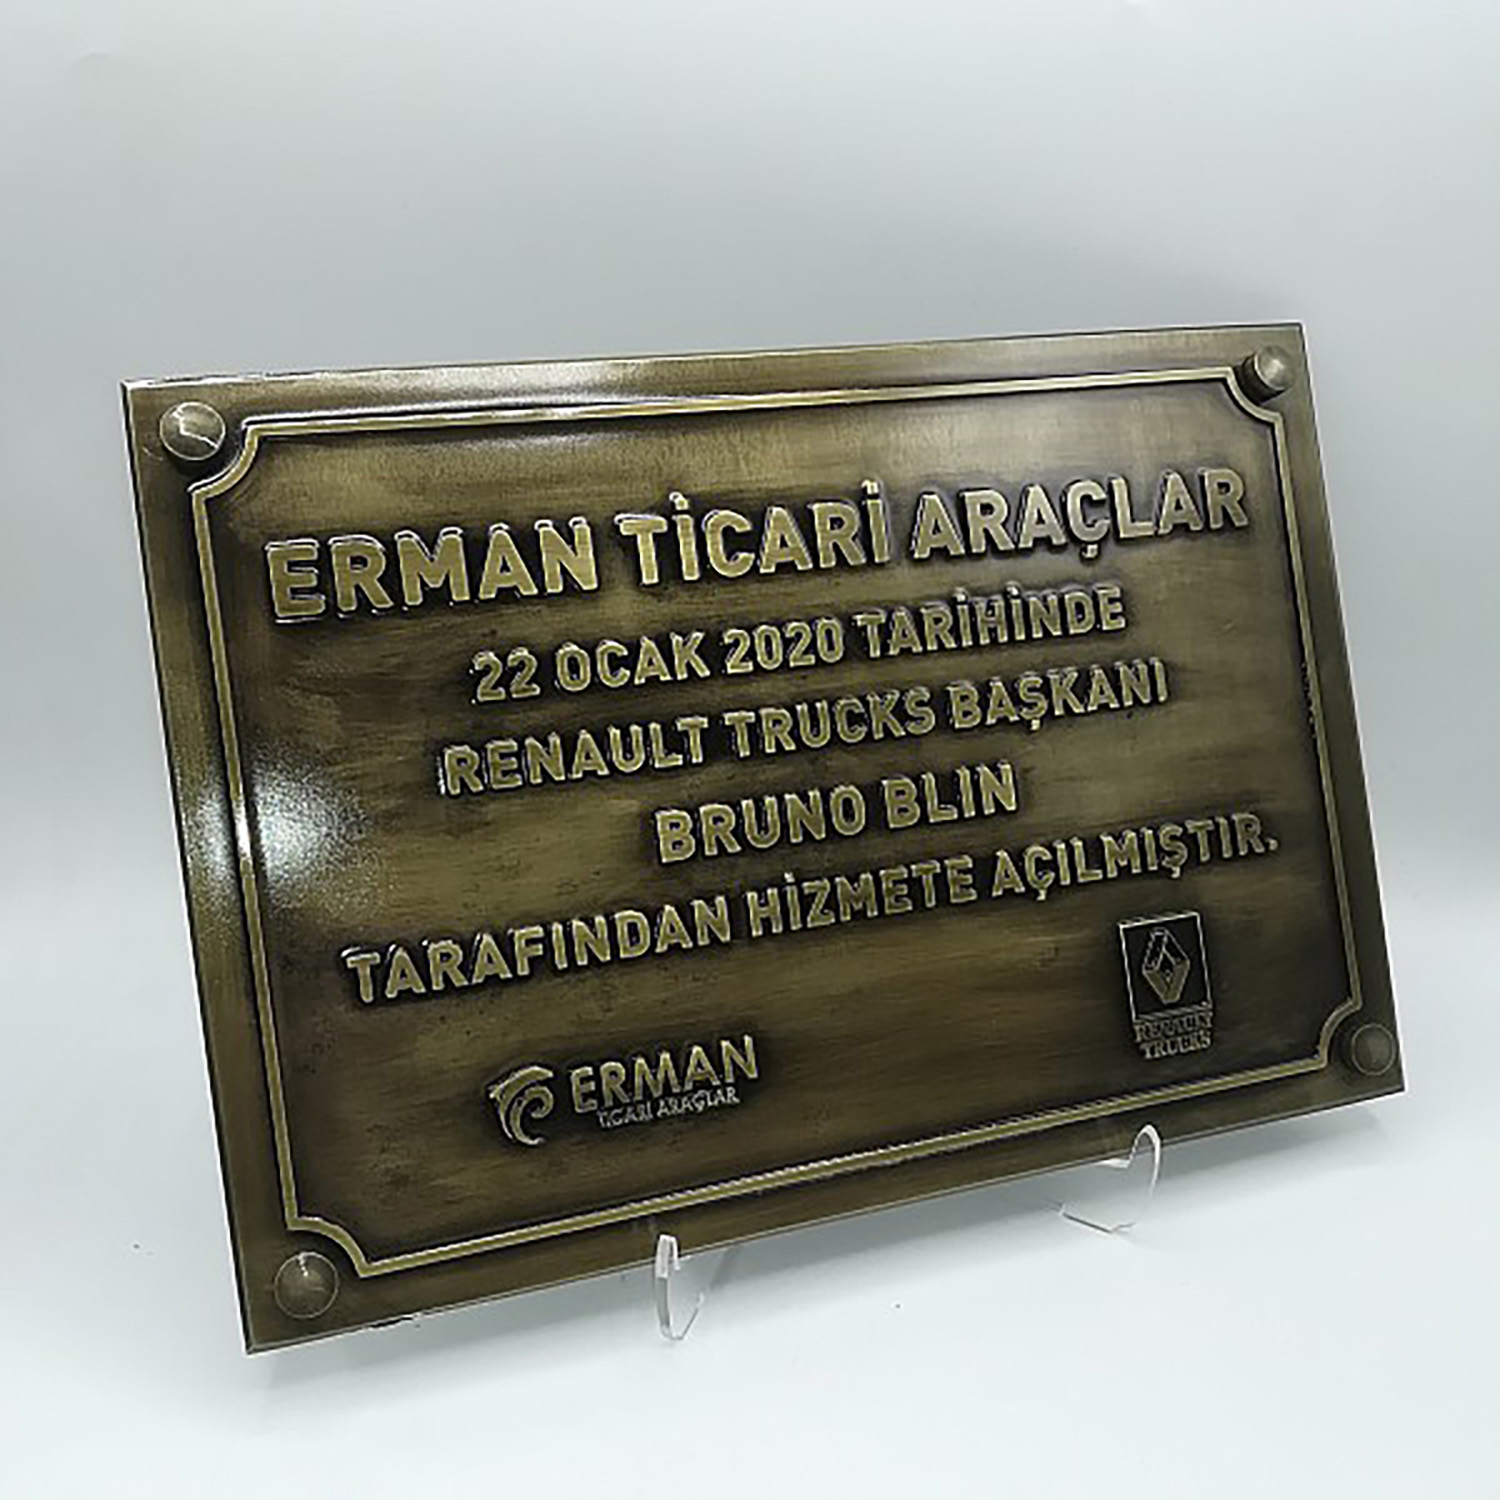 ERMAN TİCARİ ARAÇLAR
22 OCAK 2020 TARİHİNDE
RENAULT TRUCKS BAŞKANI
BRUNO BLIN
TARAFINDAN HİZMETE AÇILMIŞTIR.
ERMAN
TİCARİ ARAÇLAR
RENAULT
TRUCKS